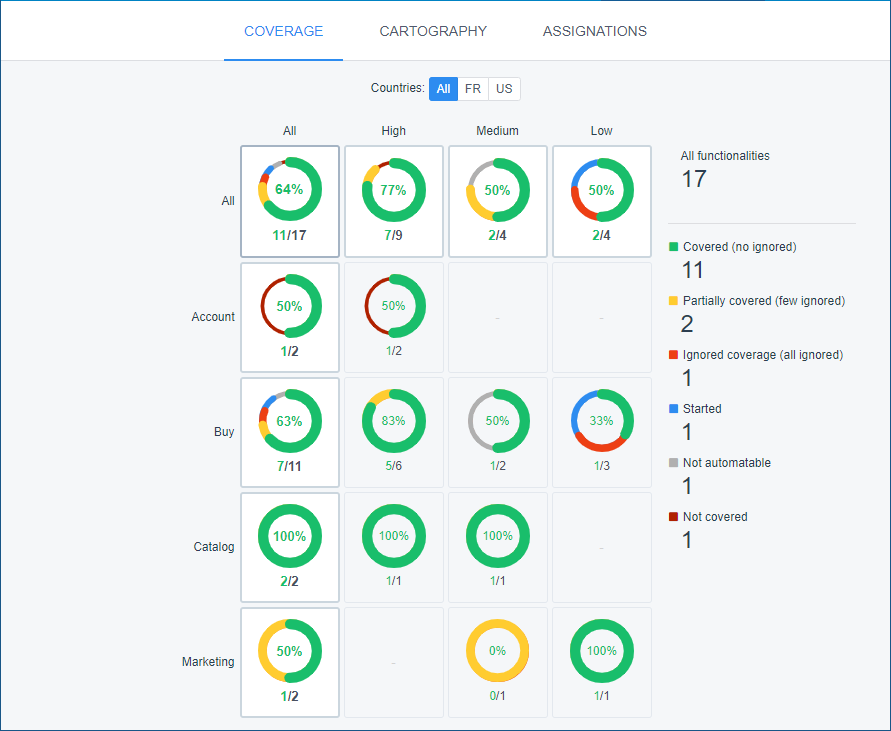 COVERAGE CARTOGRAPHY ASSIGNATIONS
Countries: All FR US
All High Medium Low
All
64% 77% 50% 50%
11/17 7/9 2/4 2/4
Account
50% 50%
1/2 1/2 - -
Buy
63% 83% 50% 33%
7/11 5/6 1/2 1/3
Catalog
100% 100% 100% -
2/2 1/1 1/1
Marketing
50% - 0% 100%
1/2 0/1 1/1
All functionalities
17
Covered (no ignored)
11
Partially covered (few ignored)
2
Ignored coverage (all ignored)
1
Started
1
Not automatable
1
Not covered
1